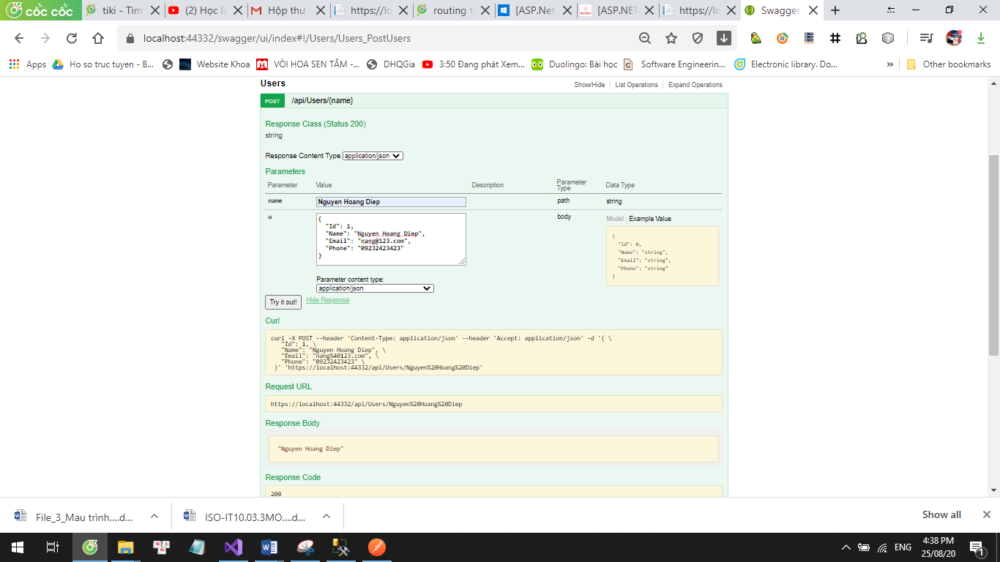 cốc cốc
tiki - Tìm
(2) Học lậ
Hộp thư
https://lo
routing t
[ASP.Net
[ASP.NET
https://lo
Swagger
localhost:44332/swagger/ui/index#!/Users/Users_PostUsers
Apps
Ho so truc tuyen - B...
Website Khoa
VÒI HOA SEN TẮM -...
DHQGia
3:50 Đang phát Xem...
Duolingo: Bài học
Software Engineerin...
Electronic library. Do...
»
Other bookmarks
Users
Show/Hide
List Operations
Expand Operations
POST
/api/Users/{name}
Response Class (Status 200)
string
Response Content Type application/json
Parameters
Parameter
Value
Description
Parameter Type
Data Type
name
Nguyen Hoang Diep
path
string
u
{
"Id": 1,
"Name": "Nguyen Hoang Diep",
"Email": "nang@123.com",
"Phone": "09232423423"
}
body
Model
Example Value
{
"Id": 0,
"Name": "string",
"Email": "string",
"Phone": "string"
}
Parameter content type:
application/json
Try it out!
Hide Response
Curl
curl -X POST --header 'Content-Type: application/json' --header 'Accept: application/json' -d '{ \
"Id": 1, \
"Name": "Nguyen Hoang Diep", \
"Email": "nang%40123.com", \
"Phone": "09232423423" \
}' 'https://localhost:44332/api/Users/Nguyen%20Hoang%20Diep'
Request URL
https://localhost:44332/api/Users/Nguyen%20Hoang%20Diep
Response Body
"Nguyen Hoang Diep"
Response Code
200
File_3_Mau trình....d...
ISO-IT10.03.3MO....d...
Show all
ENG
4:38 PM
25/08/20
1